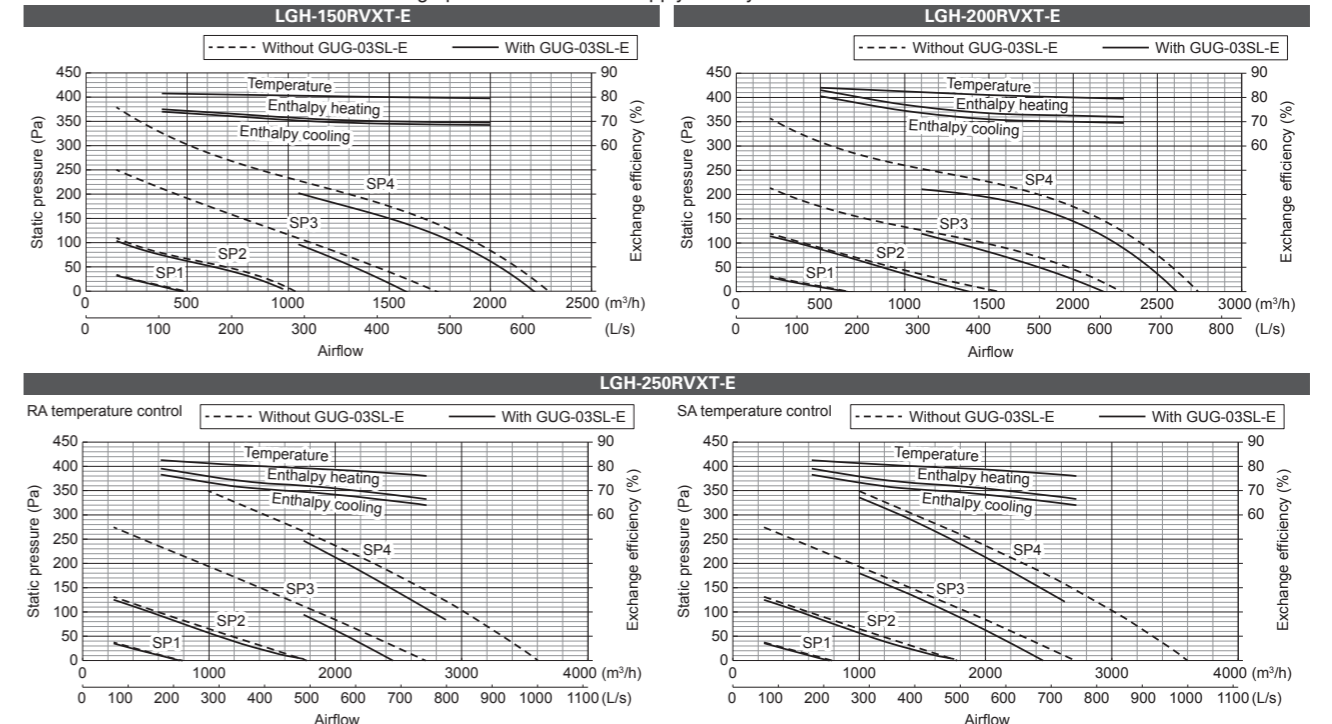 LGH-150RVXT-E
Without GUG-03SL-E With GUG-03SL-E
450
400
350
300
250
200
150
100
50
0
Static pressure (Pa)
90
80
70
60
Exchange efficiency (%)
Temperature
Enthalpy heating
Enthalpy cooling
SP4
SP3
SP2
SP1
0 500 1000 1500 2000 2500 (m³/h)
0 100 200 300 400 500 600 (L/s)
Airflow
LGH-200RVXT-E
Without GUG-03SL-E With GUG-03SL-E
450
400
350
300
250
200
150
100
50
0
Static pressure (Pa)
90
80
70
60
Exchange efficiency (%)
Temperature
Enthalpy heating
Enthalpy cooling
SP4
SP3
SP2
SP1
0 500 1000 1500 2000 2500 3000 (m³/h)
0 100 200 300 400 500 600 700 800 (L/s)
Airflow
LGH-250RVXT-E
RA temperature control Without GUG-03SL-E With GUG-03SL-E
450
400
350
300
250
200
150
100
50
0
Static pressure (Pa)
90
80
70
60
Exchange efficiency (%)
Temperature
Enthalpy heating
Enthalpy cooling
SP4
SP3
SP2
SP1
0 1000 2000 3000 4000 (m³/h)
0 100 200 300 400 500 600 700 800 900 1000 1100 (L/s)
Airflow
SA temperature control Without GUG-03SL-E With GUG-03SL-E
450
400
350
300
250
200
150
100
50
0
Static pressure (Pa)
90
80
70
60
Exchange efficiency (%)
Temperature
Enthalpy heating
Enthalpy cooling
SP4
SP3
SP2
SP1
0 1000 2000 3000 4000 (m³/h)
0 100 200 300 400 500 600 700 800 900 1000 1100 (L/s)
Airflow